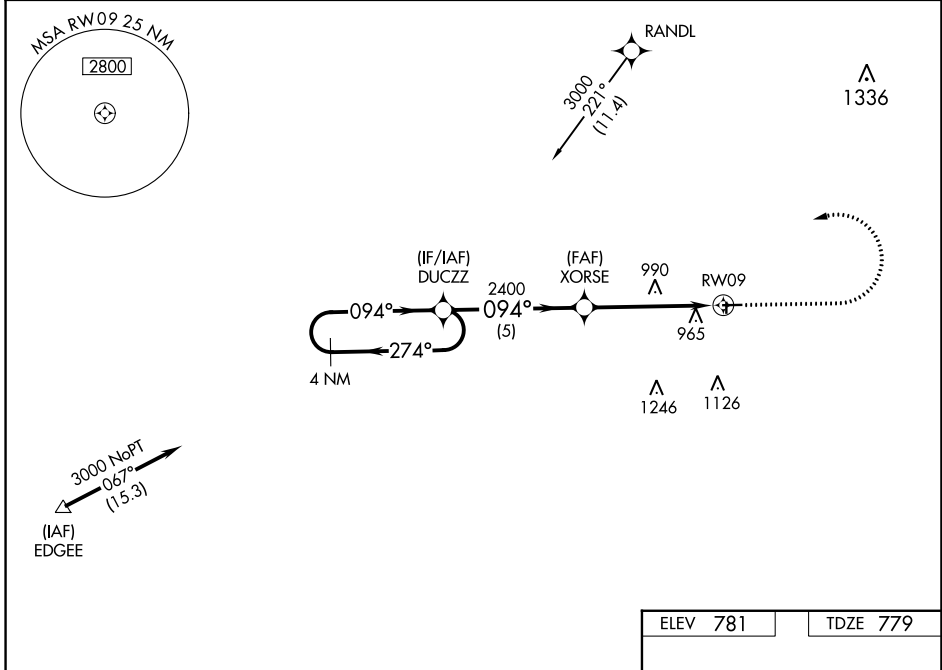 MSA RW09 25 NM
2800
RANDL
3000
221°
(11.4)
1336
(IF/IAF)
DUCZZ
(FAF)
XORSE
990
RW09
2400
094°
094°
(5)
965
274°
4 NM
1246
1126
3000 NoPT
067°
(15.3)
(IAF)
EDGEE
ELEV 781
TDZE 779